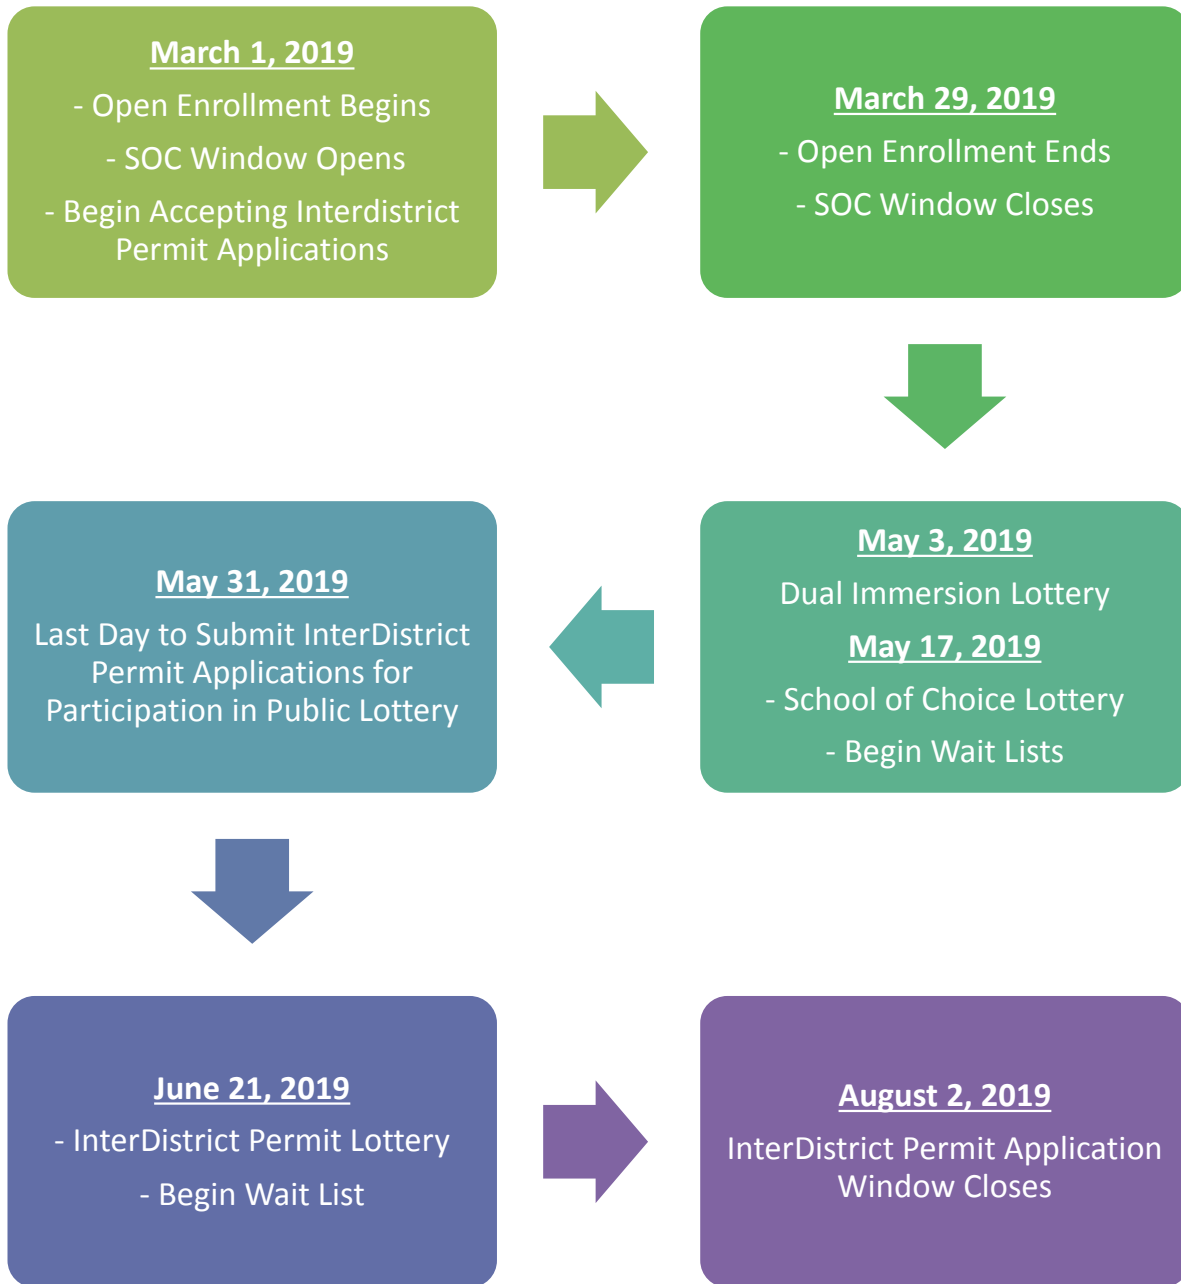 March 1, 2019
- Open Enrollment Begins
- SOC Window Opens
- Begin Accepting Interdistrict
Permit Applications
March 29, 2019
- Open Enrollment Ends
- SOC Window Closes
May 3, 2019
Dual Immersion Lottery
May 17, 2019
- School of Choice Lottery
- Begin Wait Lists
May 31, 2019
Last Day to Submit InterDistrict
Permit Applications for
Participation in Public Lottery
June 21, 2019
- InterDistrict Permit Lottery
- Begin Wait List
August 2, 2019
InterDistrict Permit Application
Window Closes